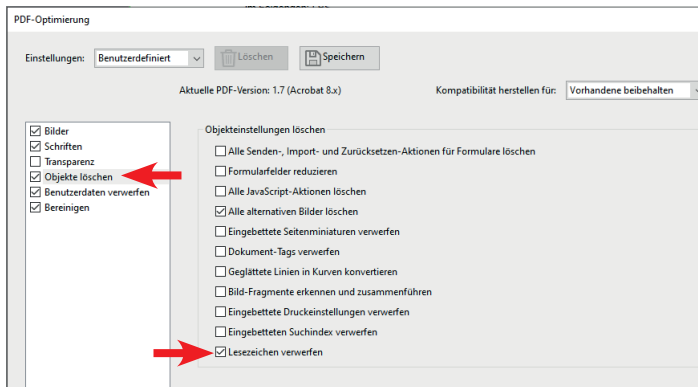 PDF-Optimierung
Einstellungen: Benutzerdefiniert Löschen Speichern
Aktuelle PDF-Version: 1.7 (Acrobat 8.x) Kompatibilität herstellen für: Vorhandene beibehalten
Bilder
Schriften
Transparenz
Objekte löschen
Benutzerdaten verwerfen
Bereinigen
Objekteinstellungen löschen
Alle Senden-, Import- und Zurücksetzen-Aktionen für Formulare löschen
Formularfelder reduzieren
Alle JavaScript-Aktionen löschen
Alle alternativen Bilder löschen
Eingebettete Seitenminiaturen verwerfen
Dokument-Tags verwerfen
Geglättete Linien in Kurven konvertieren
Bild-Fragmente erkennen und zusammenführen
Eingebettete Druckeinstellungen verwerfen
Eingebetteten Suchindex verwerfen
Lesezeichen verwerfen